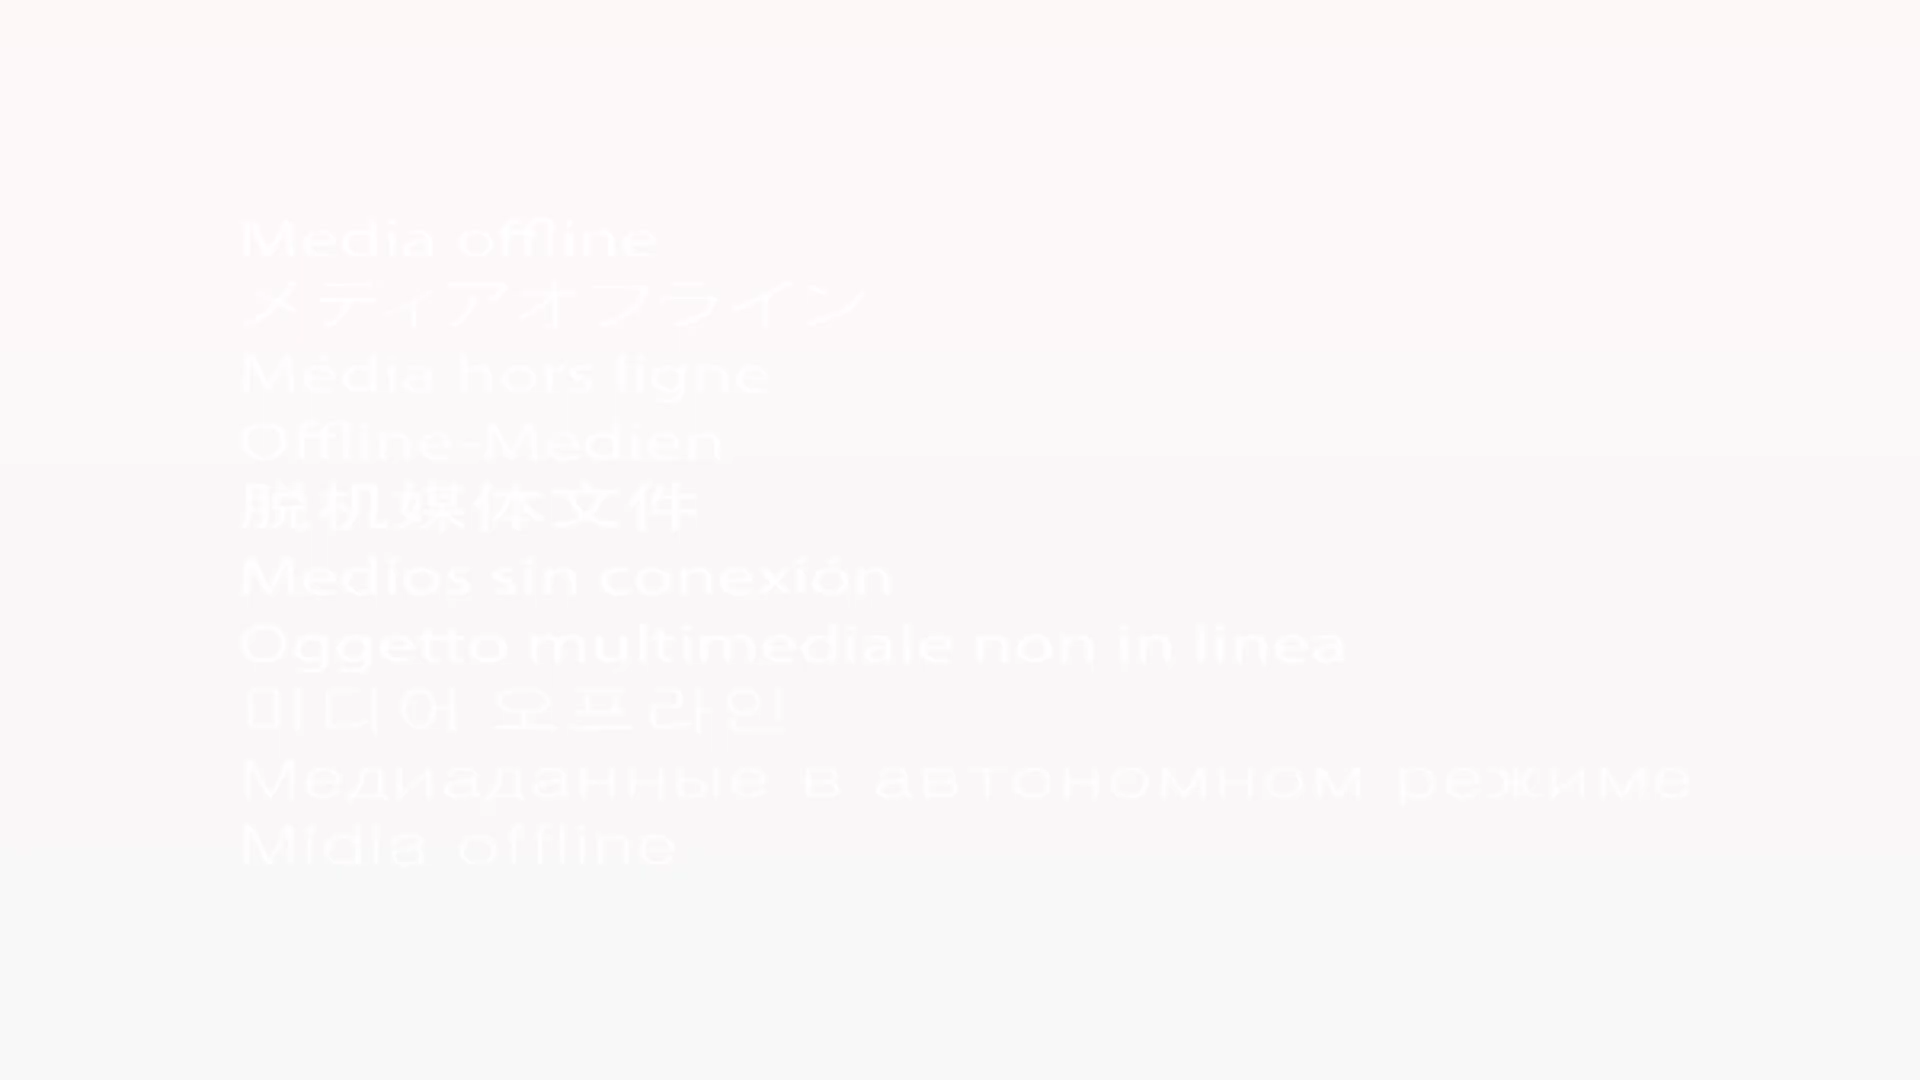 Media offline
メディアオフライン
Média hors ligne
Offline-Medien
脱机媒体文件
Medios sin conexión
Oggetto multimediale non in linea
미디어 오프라인
Медиаданные в автономном режиме
Mídia offline